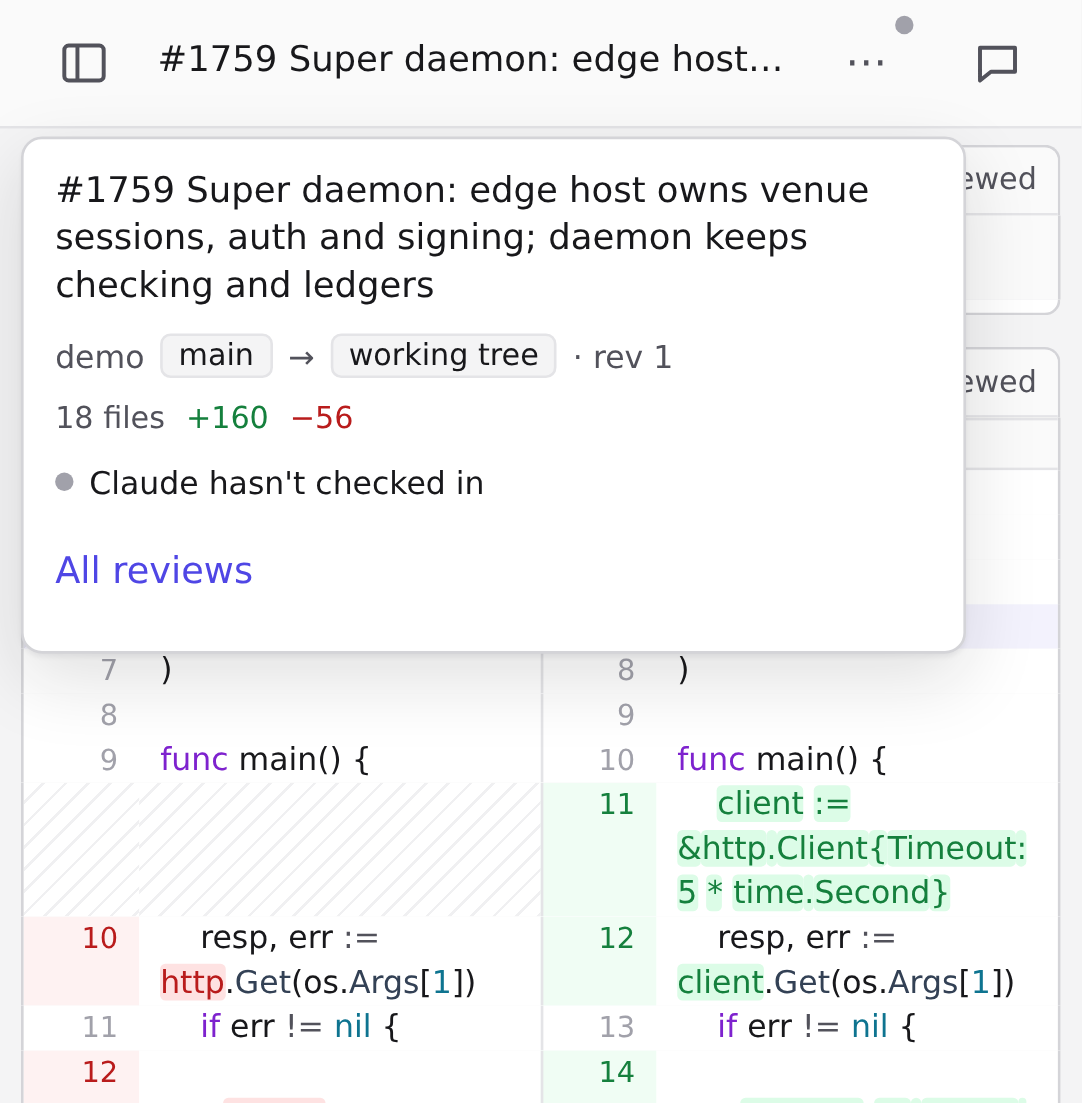 #1759 Super daemon: edge host... ...
#1759 Super daemon: edge host owns venue
sessions, auth and signing; daemon keeps
checking and ledgers
demo main → working tree · rev 1
18 files +160 −56
Claude hasn't checked in
All reviews
ewed
ewed
7 )
8
9 func main() {
10 resp, err :=
http.Get(os.Args[1])
11 if err != nil {
12
8 )
9
10 func main() {
11 client :=
&http.Client{Timeout:
5 * time.Second}
12 resp, err :=
client.Get(os.Args[1])
13 if err != nil {
14